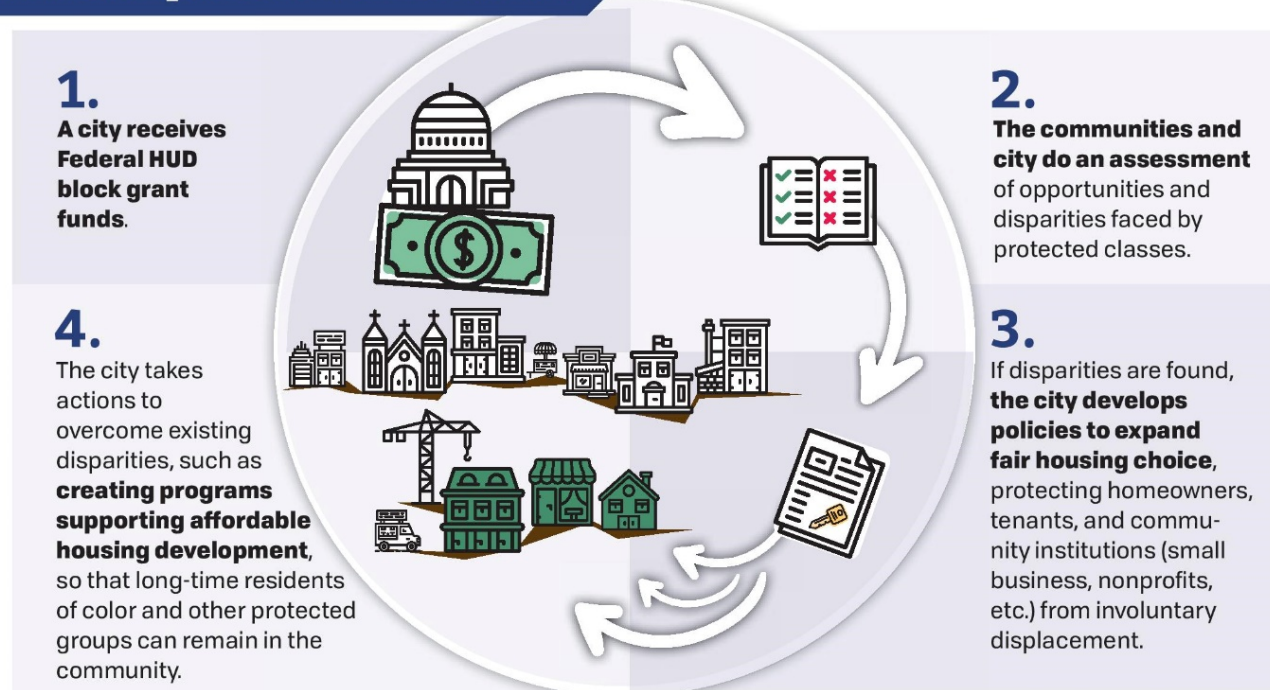 1.
A city receives
Federal HUD
block grant
funds.
2.
The communities and
city do an assessment
of opportunities and
disparities faced by
protected classes.
3.
If disparities are found,
the city develops
policies to expand
fair housing choice,
protecting homeowners,
tenants, and commu-
nity institutions (small
business, nonprofits,
etc.) from involuntary
displacement.
4.
The city takes
actions to
overcome existing
disparities, such as
creating programs
supporting affordable
housing development,
so that long-time residents
of color and other protected
groups can remain in the
community.